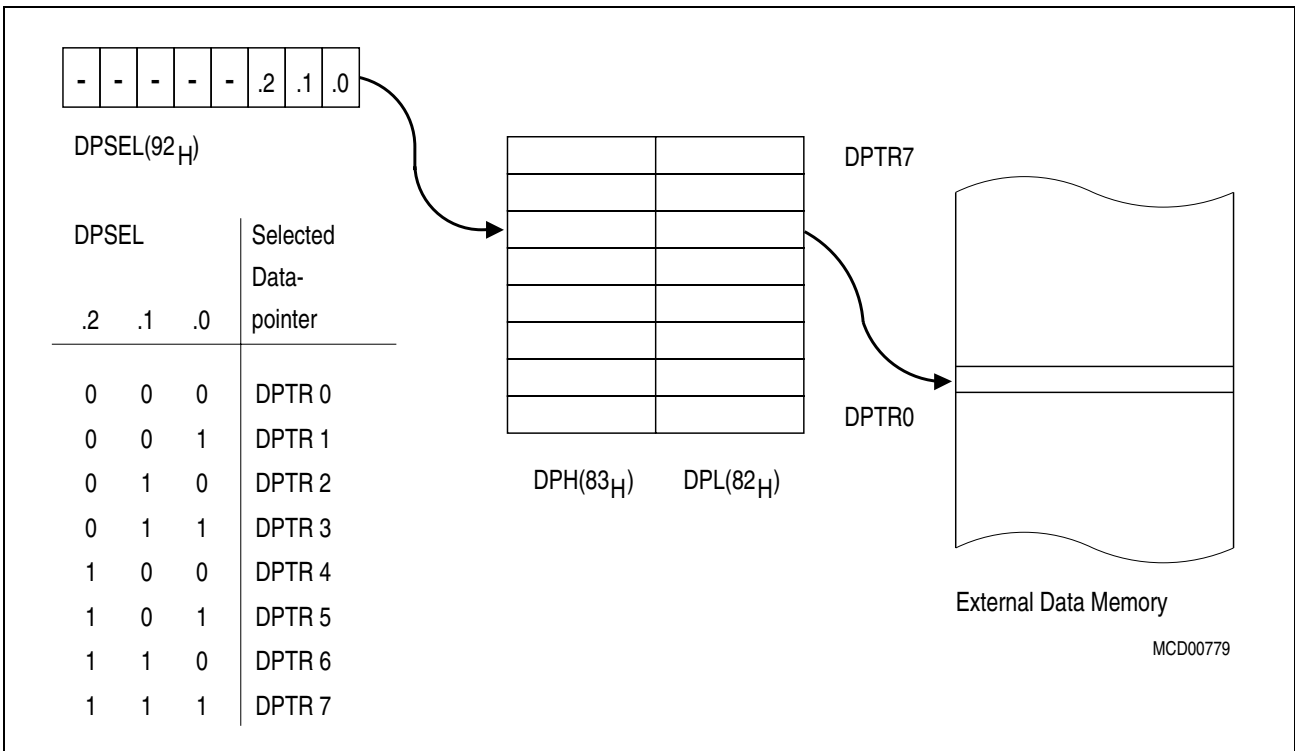 - - - - - .2 .1 .0
DPSEL(92H)
DPSEL Selected
Data-
.2 .1 .0 pointer
0 0 0 DPTR 0
0 0 1 DPTR 1
0 1 0 DPTR 2
0 1 1 DPTR 3
1 0 0 DPTR 4
1 0 1 DPTR 5
1 1 0 DPTR 6
1 1 1 DPTR 7
DPTR7
DPTR0
DPH(83H) DPL(82H)
External Data Memory
MCD00779